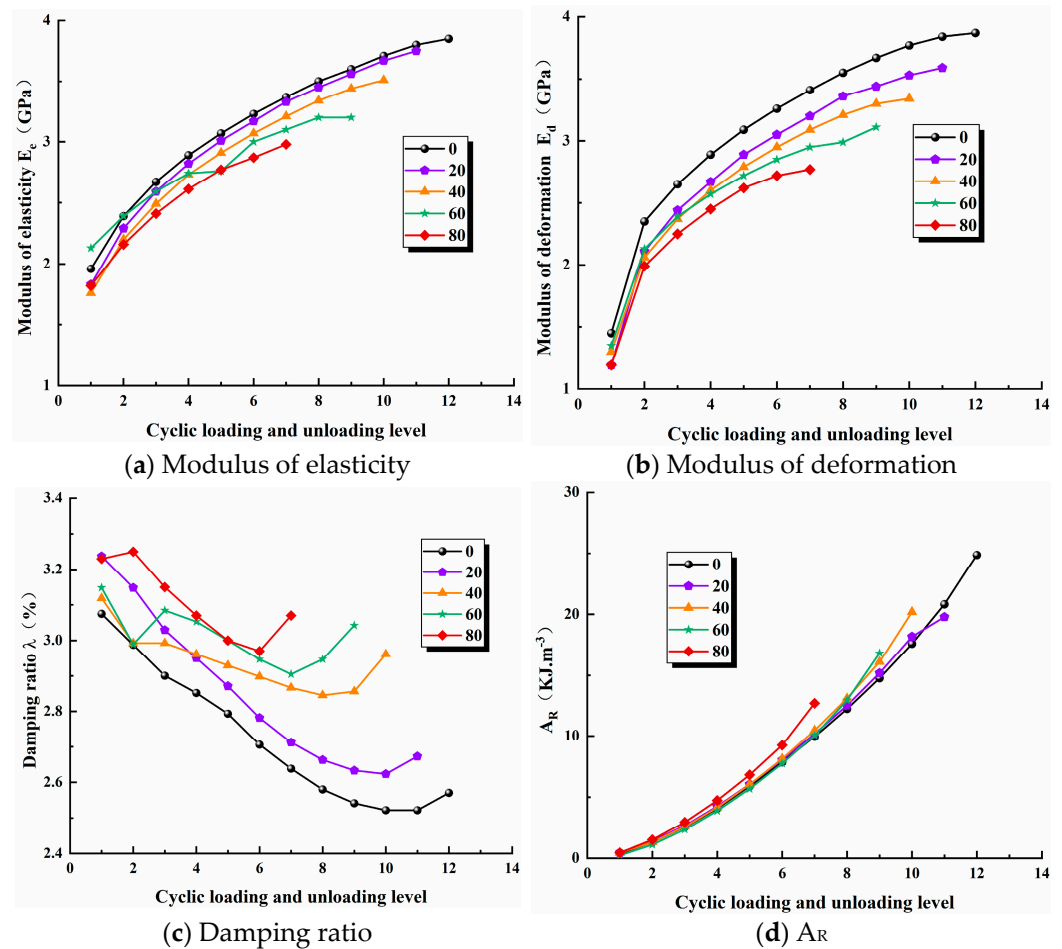 4
3
2
1
Modulus of elasticity Ee (GPa)
0
20
40
60
80
0 2 4 6 8 10 12 14
Cyclic loading and unloading level
(a) Modulus of elasticity
4
3
2
1
Modulus of deformation Ed (GPa)
0
20
40
60
80
0 2 4 6 8 10 12 14
Cyclic loading and unloading level
(b) Modulus of deformation
3.4
3.2
3.0
2.8
2.6
2.4
Damping ratio λ (‰)
0
20
40
60
80
0 2 4 6 8 10 12 14
Cyclic loading and unloading level
(c) Damping ratio
30
20
10
0
AR (KJ.m-3)
0
20
40
60
80
0 2 4 6 8 10 12 14
Cyclic loading and unloading level
(d) AR